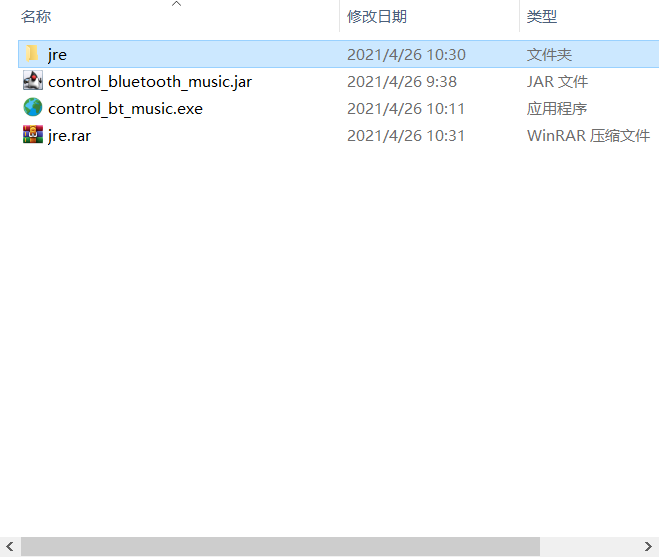 名称 修改日期 类型
jre 2021/4/26 10:30 文件夹
control_bluetooth_music.jar 2021/4/26 9:38 JAR 文件
control_bt_music.exe 2021/4/26 10:11 应用程序
jre.rar 2021/4/26 10:31 WinRAR 压缩文件